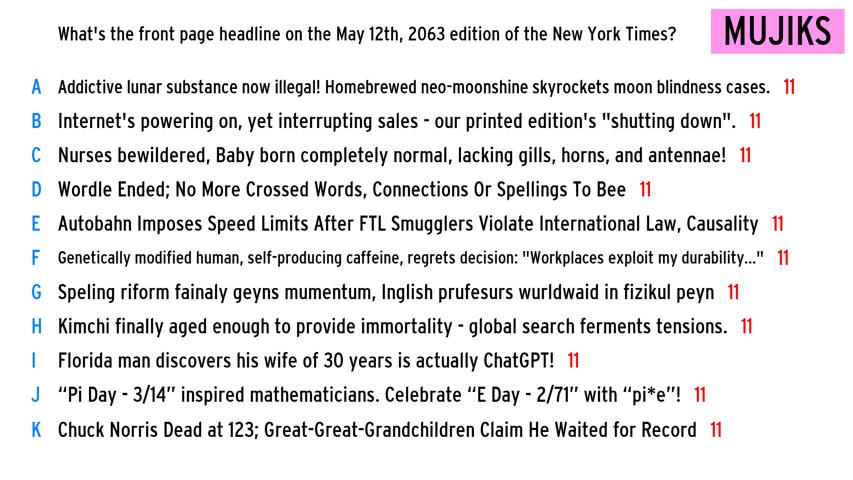 What's the front page headline on the May 12th, 2063 edition of the New York Times?
MUJIKS
A Addictive lunar substance now illegal! Homebrewed neo-moonshine skyrockets moon blindness cases. 11
B Internet's powering on, yet interrupting sales - our printed edition's "shutting down". 11
C Nurses bewildered, Baby born completely normal, lacking gills, horns, and antennae! 11
D Wordle Ended; No More Crossed Words, Connections Or Spellings To Bee 11
E Autobahn Imposes Speed Limits After FTL Smugglers Violate International Law, Causality 11
F Genetically modified human, self-producing caffeine, regrets decision: "Workplaces exploit my durability..." 11
G Speling riform fainaly geyns mumentum, Inglish prufesurs wurldwaid in fizikul peyn 11
H Kimchi finally aged enough to provide immortality - global search ferments tensions. 11
I Florida man discovers his wife of 30 years is actually ChatGPT! 11
J “Pi Day - 3/14” inspired mathematicians. Celebrate “E Day - 2/71” with “pi*e”! 11
K Chuck Norris Dead at 123; Great-Great-Grandchildren Claim He Waited for Record 11